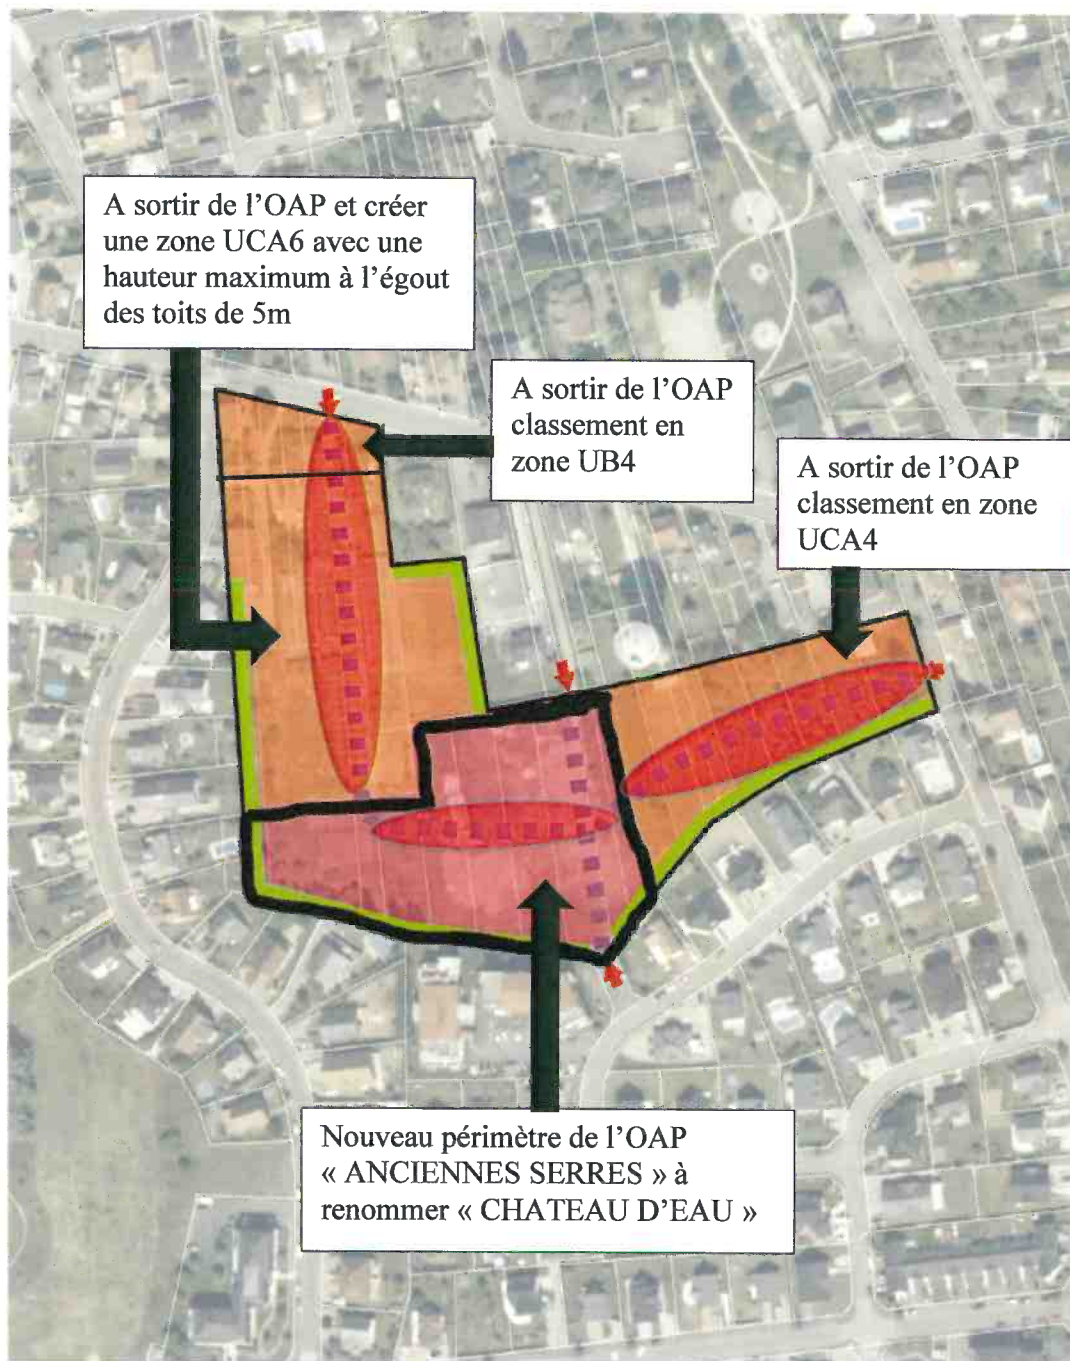 A sortir de l’OAP et créer
une zone UCA6 avec une
hauteur maximum à l’égout
des toits de 5m
A sortir de l’OAP
classement en
zone UB4
A sortir de l’OAP
classement en zone
UCA4
Nouveau périmètre de l’OAP
« ANCIENNES SERRES » à
renommer « CHATEAU D’EAU »